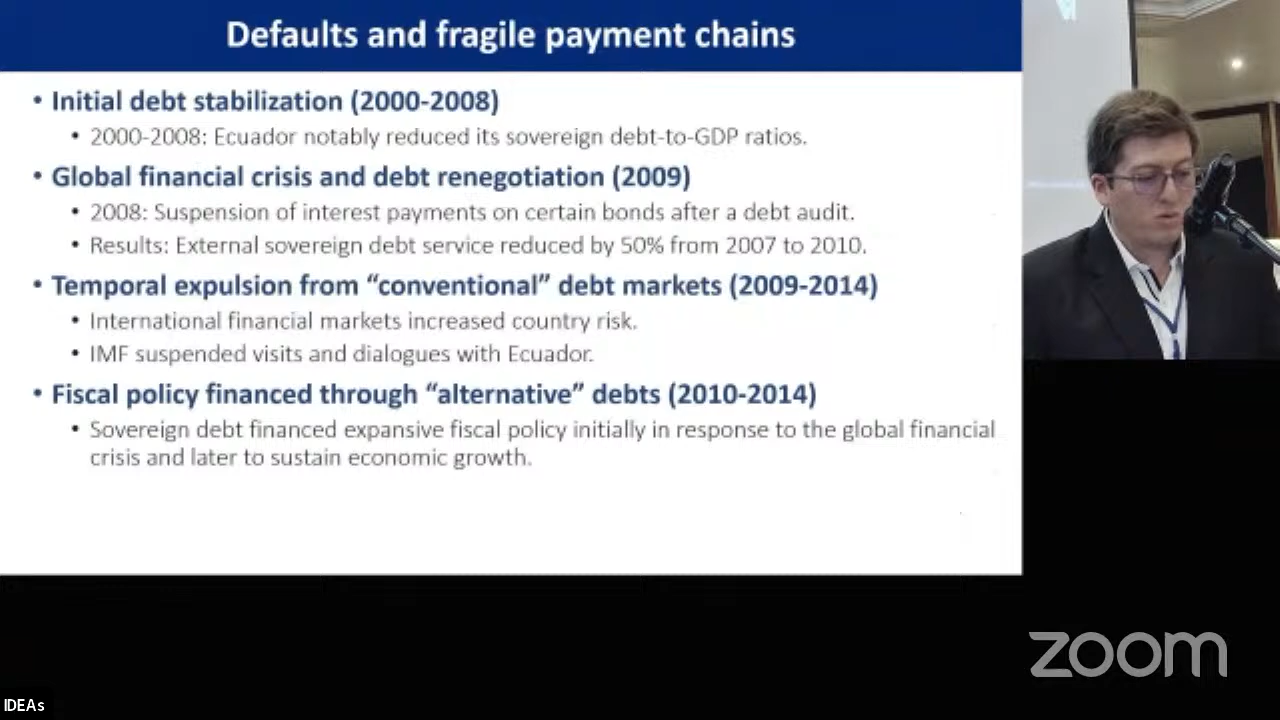 Defaults and fragile payment chains
• Initial debt stabilization (2000-2008)
• 2000-2008: Ecuador notably reduced its sovereign debt-to-GDP ratios.
• Global financial crisis and debt renegotiation (2009)
• 2008: Suspension of interest payments on certain bonds after a debt audit.
• Results: External sovereign debt service reduced by 50% from 2007 to 2010.
• Temporal expulsion from “conventional” debt markets (2009-2014)
• International financial markets increased country risk.
• IMF suspended visits and dialogues with Ecuador.
• Fiscal policy financed through “alternative” debts (2010-2014)
• Sovereign debt financed expansive fiscal policy initially in response to the global financial
crisis and later to sustain economic growth.
zoom
IDEAs